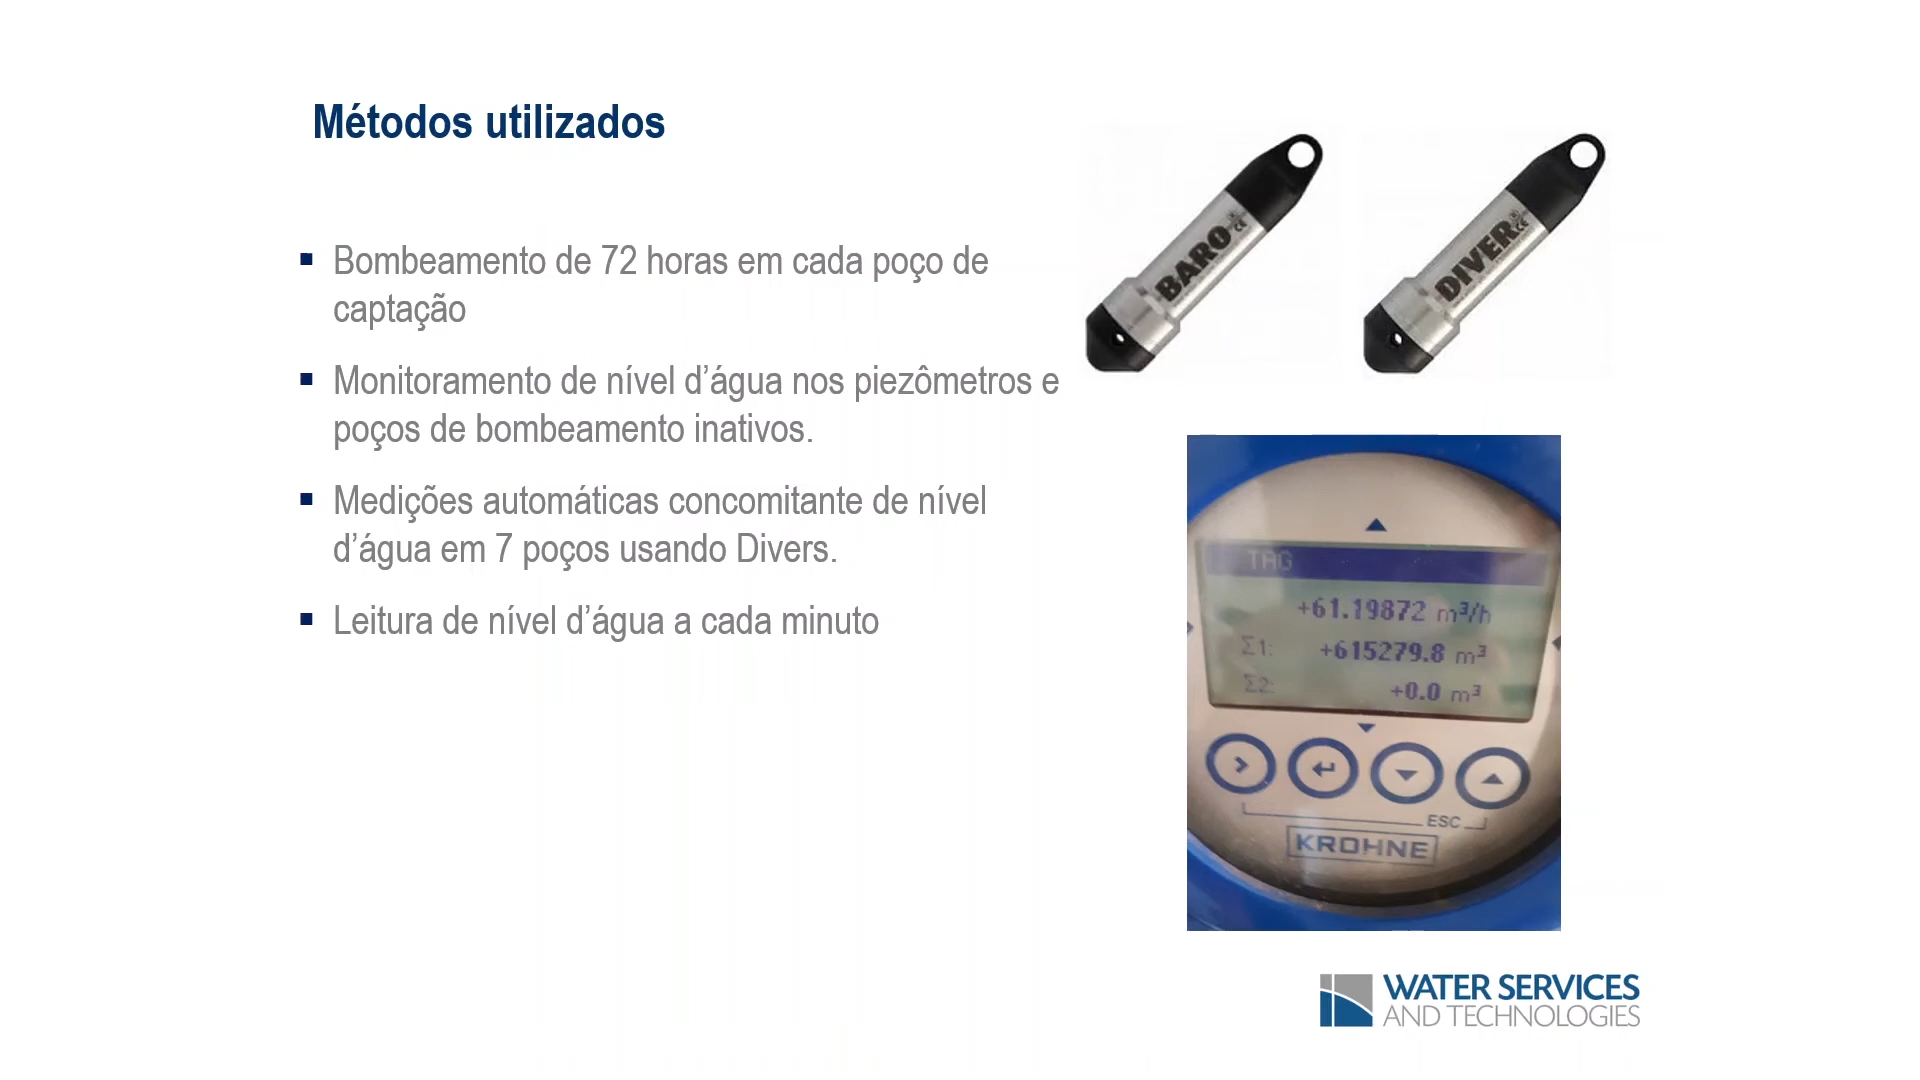 Métodos utilizados
Bombeamento de 72 horas em cada poço de
captação
Monitoramento de nível d’água nos piezômetros e
poços de bombeamento inativos.
Medições automáticas concomitante de nível
d’água em 7 poços usando Divers.
Leitura de nível d’água a cada minuto
BARO
DIVER
TAG
+61.19872 m³/h
Σ1: +615279.8 m³
Σ2: +0.0 m³
ESC
KROHNE
WATER SERVICES
AND TECHNOLOGIES